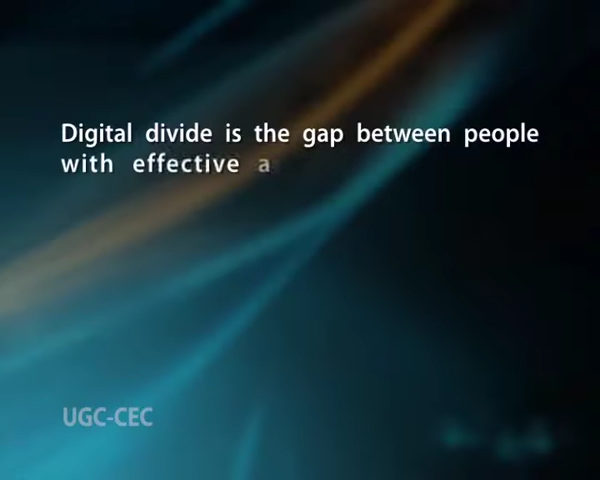 Digital divide is the gap between people
with effective a
UGC-CEC